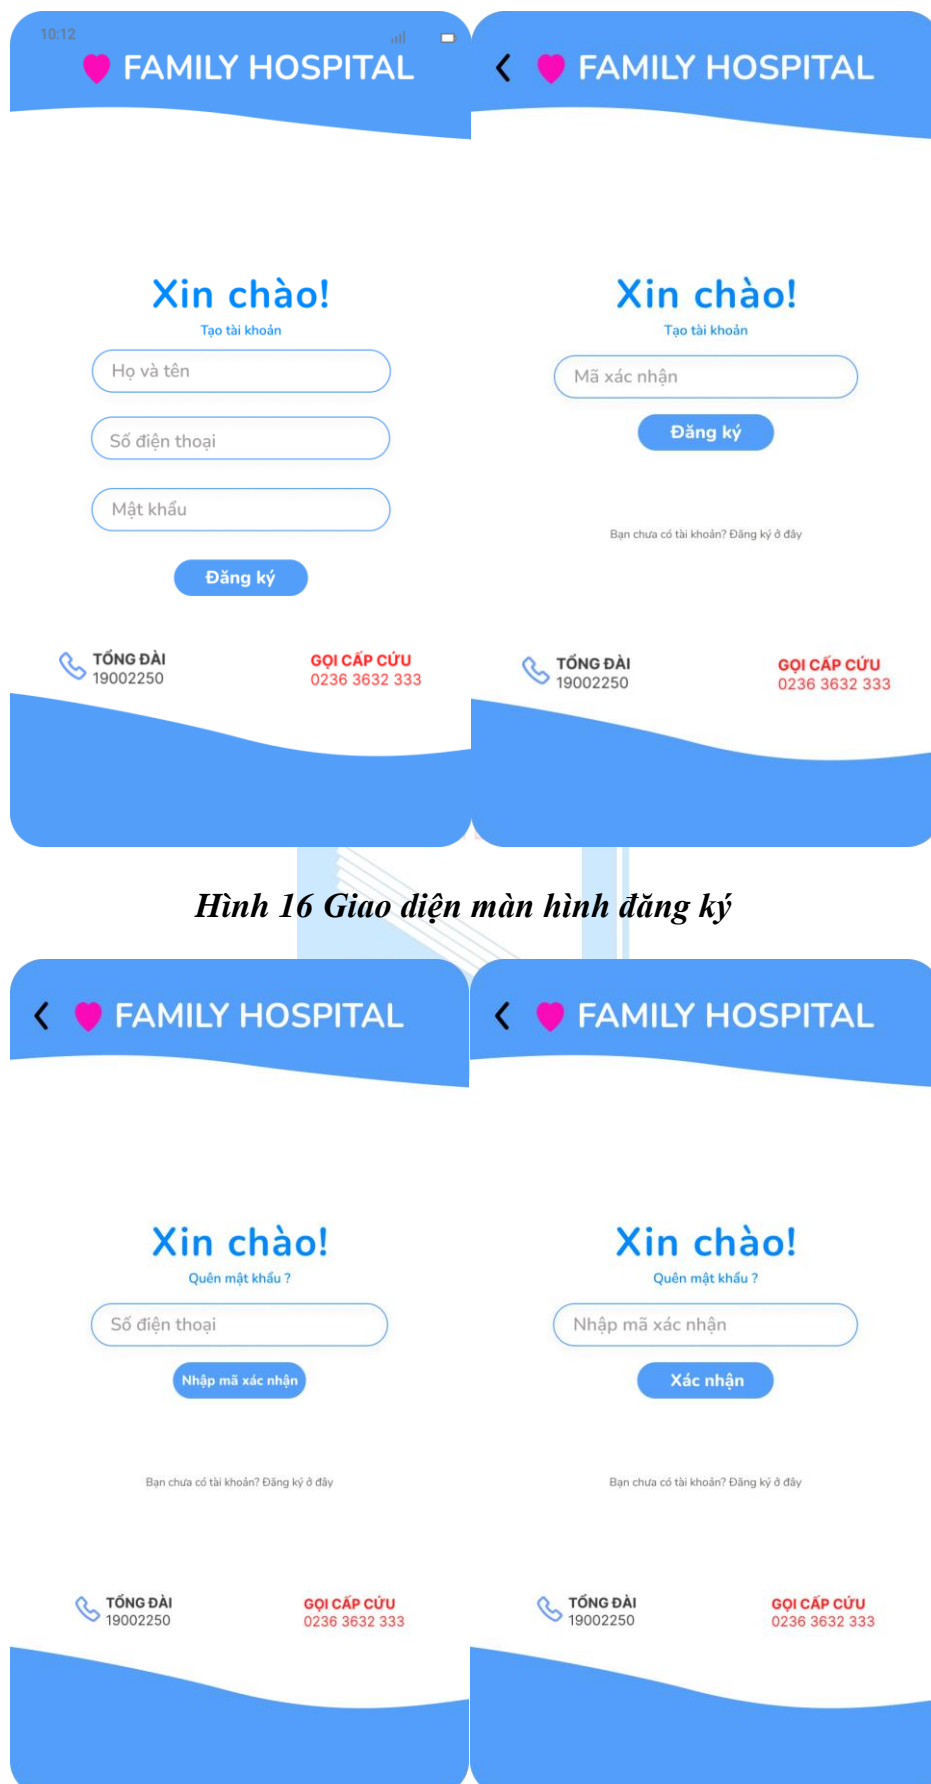 10:12
FAMILY HOSPITAL
Xin chào!
Tạo tài khoản
Họ và tên
Số điện thoại
Mật khẩu
Đăng ký
TỔNG ĐÀI
19002250
GỌI CẤP CỨU
0236 3632 333
FAMILY HOSPITAL
Xin chào!
Tạo tài khoản
Mã xác nhận
Đăng ký
Bạn chưa có tài khoản? Đăng ký ở đây
TỔNG ĐÀI
19002250
GỌI CẤP CỨU
0236 3632 333
Hình 16 Giao diện màn hình đăng ký
FAMILY HOSPITAL
Xin chào!
Quên mật khẩu ?
Số điện thoại
Nhập mã xác nhận
Bạn chưa có tài khoản? Đăng ký ở đây
TỔNG ĐÀI
19002250
GỌI CẤP CỨU
0236 3632 333
FAMILY HOSPITAL
Xin chào!
Quên mật khẩu ?
Nhập mã xác nhận
Xác nhận
Bạn chưa có tài khoản? Đăng ký ở đây
TỔNG ĐÀI
19002250
GỌI CẤP CỨU
0236 3632 333